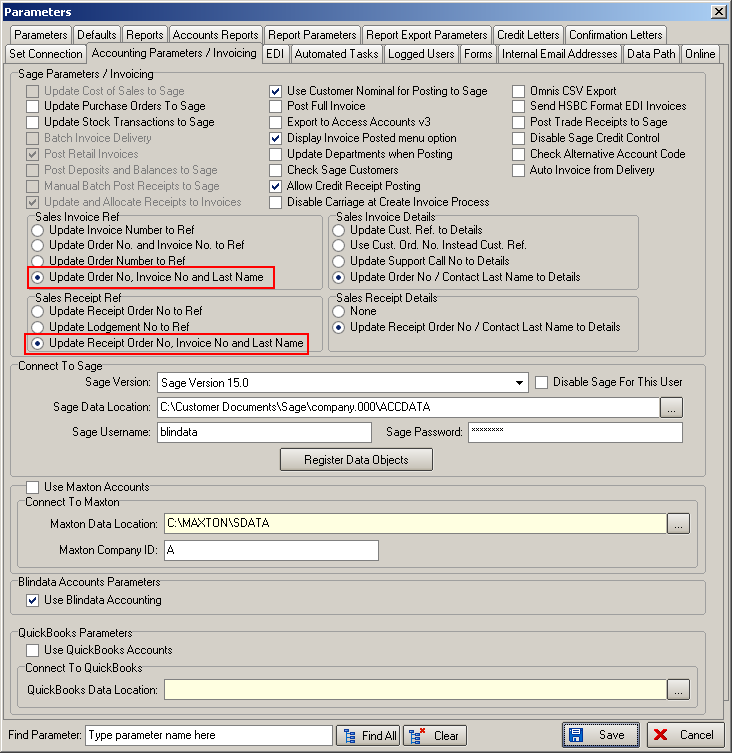 Parameters
Parameters Defaults Reports Accounts Reports Report Parameters Report Export Parameters Credit Letters Confirmation Letters
Set Connection Accounting Parameters / Invoicing EDI Automated Tasks Logged Users Forms Internal Email Addresses Data Path Online
Sage Parameters / Invoicing
Update Cost of Sales to Sage
Update Purchase Orders To Sage
Update Stock Transactions to Sage
Batch Invoice Delivery
Post Retail Invoices
Post Deposits and Balances to Sage
Manual Batch Post Receipts to Sage
Update and Allocate Receipts to Invoices
Use Customer Nominal for Posting to Sage
Post Full Invoice
Export to Access Accounts v3
Display Invoice Posted menu option
Update Departments when Posting
Check Sage Customers
Allow Credit Receipt Posting
Disable Carriage at Create Invoice Process
Omnis CSV Export
Send HSBC Format EDI Invoices
Post Trade Receipts to Sage
Disable Sage Credit Control
Check Alternative Account Code
Auto Invoice from Delivery
Sales Invoice Ref
Update Invoice Number to Ref
Update Order No. and Invoice No. to Ref
Update Order Number to Ref
Update Order No, Invoice No and Last Name
Sales Invoice Details
Update Cust. Ref. to Details
Use Cust. Ord. No. Instead Cust. Ref.
Update Support Call No to Details
Update Order No / Contact Last Name to Details
Sales Receipt Ref
Update Receipt Order No to Ref
Update Lodgement No to Ref
Update Receipt Order No, Invoice No and Last Name
Sales Receipt Details
None
Update Receipt Order No / Contact Last Name to Details
Connect To Sage
Sage Version: Sage Version 15.0 Disable Sage For This User
Sage Data Location: C:\Customer Documents\Sage\company.000\ACCDATA ...
Sage Username: blindata Sage Password: ********
Register Data Objects
Use Maxton Accounts
Connect To Maxton
Maxton Data Location: C:\MAXTON\SDATA ...
Maxton Company ID: A
Blindata Accounts Parameters
Use Blindata Accounting
QuickBooks Parameters
Use QuickBooks Accounts
Connect To QuickBooks
QuickBooks Data Location: ...
Find Parameter: Type parameter name here Find All Clear Save Cancel